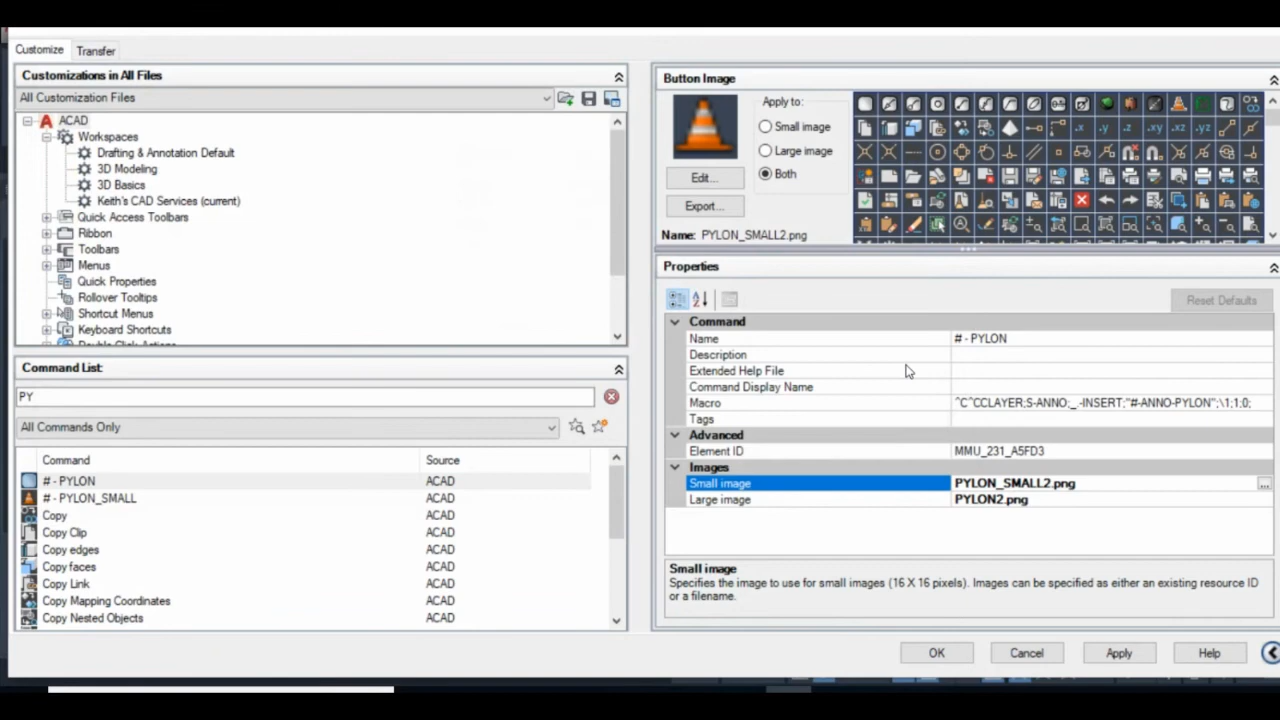 Customize Transfer
Customizations in All Files
All Customization Files
ACAD
Workspaces
Drafting & Annotation Default
3D Modeling
3D Basics
Keith's CAD Services (current)
Quick Access Toolbars
Ribbon
Toolbars
Menus
Quick Properties
Rollover Tooltips
Shortcut Menus
Keyboard Shortcuts
Double Click Actions
Command List:
PY
All Commands Only
Command Source
# - PYLON ACAD
# - PYLON_SMALL ACAD
Copy ACAD
Copy Clip ACAD
Copy edges ACAD
Copy faces ACAD
Copy Link ACAD
Copy Mapping Coordinates ACAD
Copy Nested Objects ACAD
Button Image
Apply to:
Small image
Large image
Both
Edit...
Export...
Name: PYLON_SMALL2.png
.x .y .z .xy .xz .yz
Properties
Reset Defaults
Command
Name # - PYLON
Description
Extended Help File
Command Display Name
Macro ^C^CCLAYER;S-ANNO;_.-INSERT;"#-ANNO-PYLON";\1;1;0;
Tags
Advanced
Element ID MMU_231_A5FD3
Images
Small image PYLON_SMALL2.png ...
Large image PYLON2.png
Small image
Specifies the image to use for small images (16 X 16 pixels). Images can be specified as either an existing resource ID
or a filename.
OK Cancel Apply Help